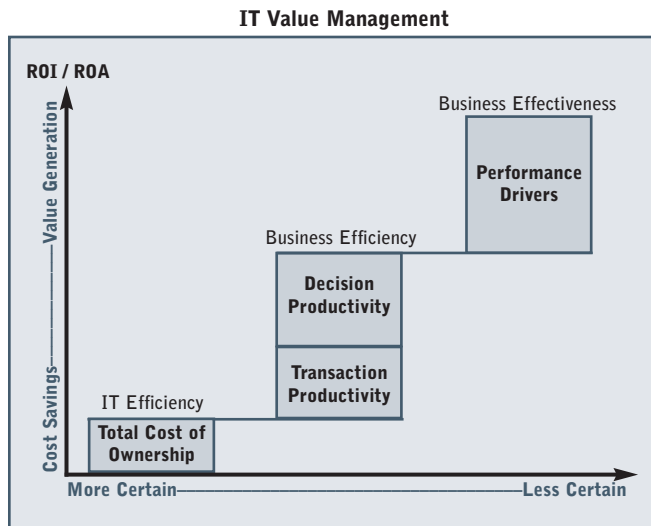 IT Value Management
ROI / ROA
Business Effectiveness
Performance
Drivers
Business Efficiency
Decision
Productivity
Transaction
Productivity
IT Efficiency
Total Cost of
Ownership
Cost Savings Value Generation
More Certain Less Certain